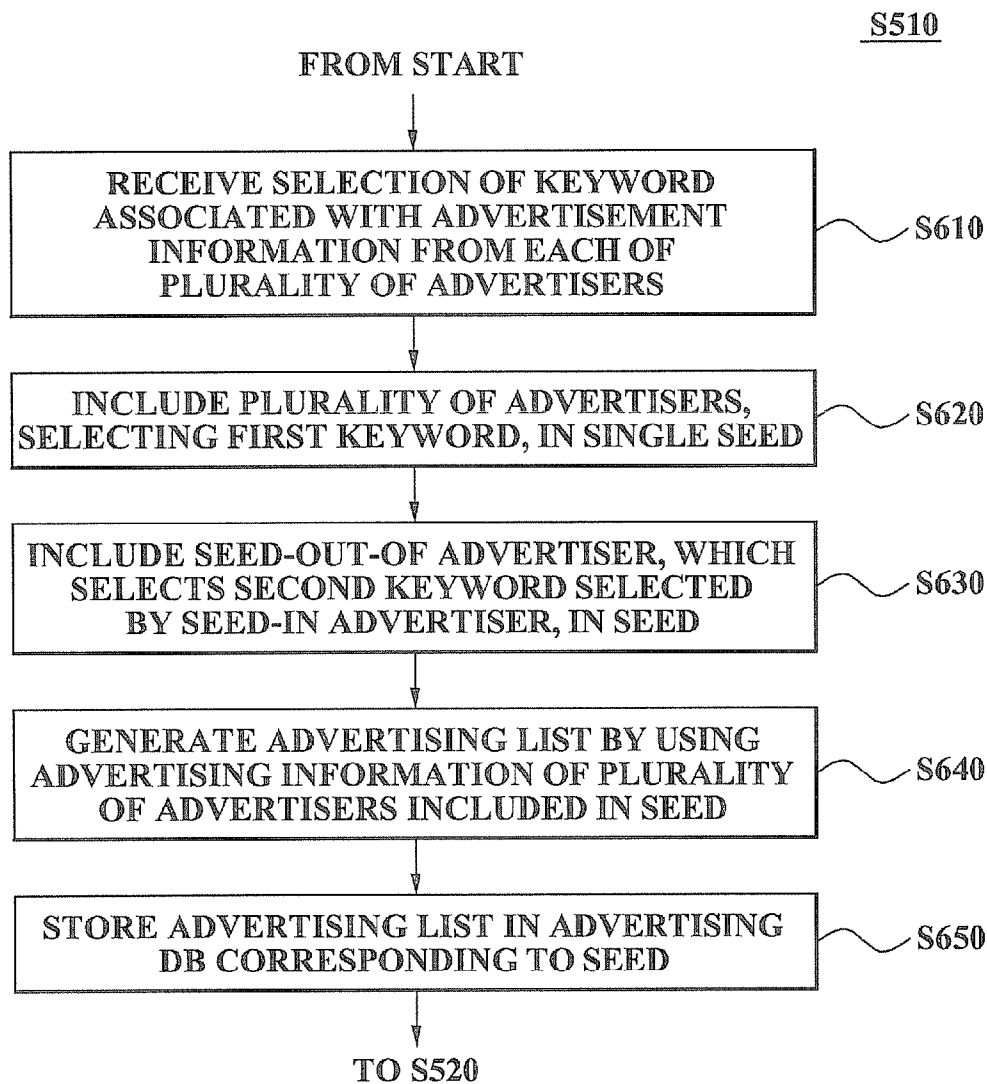 S510
FROM START
RECEIVE SELECTION OF KEYWORD
ASSOCIATED WITH ADVERTISEMENT
INFORMATION FROM EACH OF
PLURALITY OF ADVERTISERS
S610
INCLUDE PLURALITY OF ADVERTISERS,
SELECTING FIRST KEYWORD, IN SINGLE SEED
S620
INCLUDE SEED-OUT-OF ADVERTISER, WHICH
SELECTS SECOND KEYWORD SELECTED
BY SEED-IN ADVERTISER, IN SEED
S630
GENERATE ADVERTISING LIST BY USING
ADVERTISING INFORMATION OF PLURALITY
OF ADVERTISERS INCLUDED IN SEED
S640
STORE ADVERTISING LIST IN ADVERTISING
DB CORRESPONDING TO SEED
S650
TO S520